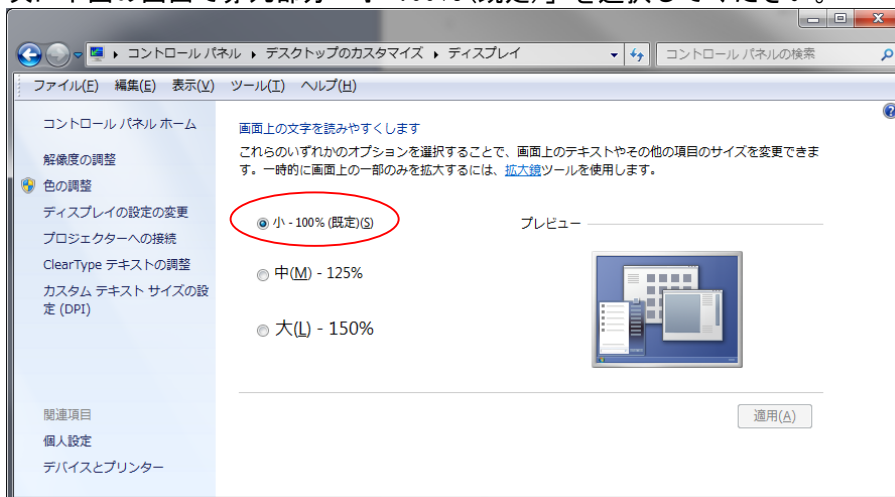 コントロール パネル ▸ デスクトップのカスタマイズ ▸ ディスプレイ
コントロール パネルの検索
ファイル(F) 編集(E) 表示(V) ツール(T) ヘルプ(H)
コントロール パネル ホーム
解像度の調整
色の調整
ディスプレイの設定の変更
プロジェクターへの接続
ClearType テキストの調整
カスタム テキスト サイズの設
定 (DPI)
関連項目
個人設定
デバイスとプリンター
画面上の文字を読みやすくします
これらのいずれかのオプションを選択することで、画面上のテキストやその他の項目のサイズを変更できま
す。一時的に画面上の一部のみを拡大するには、拡大鏡ツールを使用します。
小 - 100% (既定)(S)
中(M) - 125%
大(L) - 150%
プレビュー
適用(A)